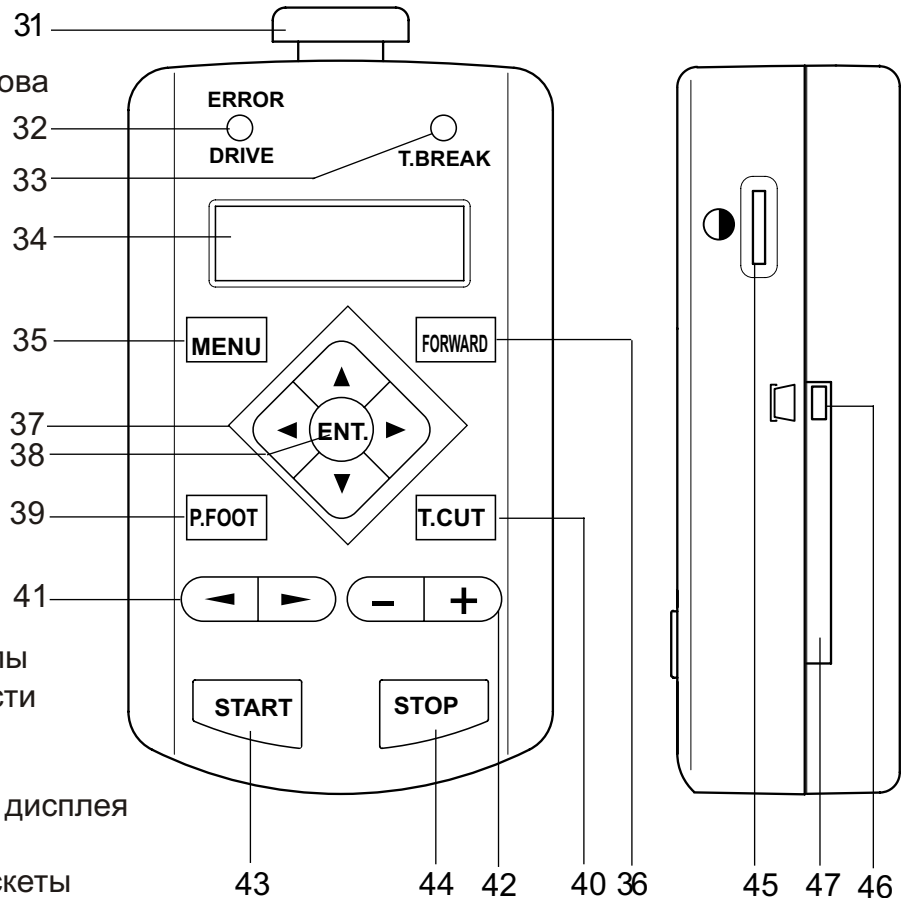 31
ова
ERROR
32
DRIVE
T.BREAK
33
34
35
MENU
FORWARD
37
ENT.
38
39
P.FOOT
T.CUT
41
– +
лы
сти
START
STOP
дисплея
скеты
43 44 42 40 36 45 47 46